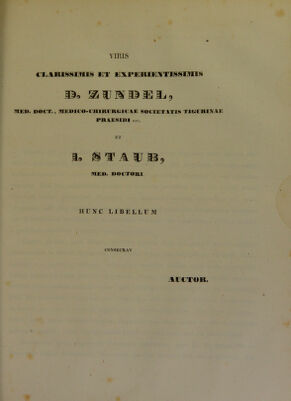 VIRIS
CLARISSIMIS ET EXPERIENTISSIMIS
D. ZUNDEL,
MED. DOCT., MEDICO-CHIRURGICAE SOCIETATIS TIGURINAE
PRAESIDI
ET
I. STAUB,
MED. DOCTORI
HUNC LIBELLUM
CONSECRAT
AUCTOR.